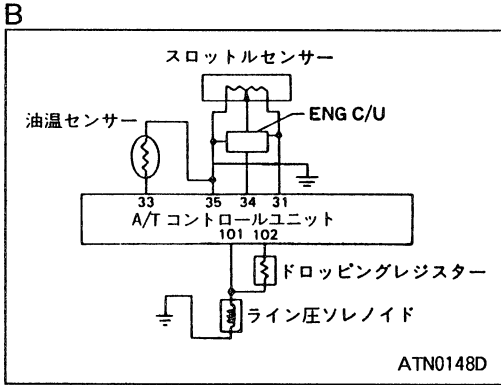 B
スロットルセンサー
油温センサー
ENG C/U
33 35 34 31
A/Tコントロールユニット
101 102
ドロッピングレジスター
ライン圧ソレノイド
ATN0148D